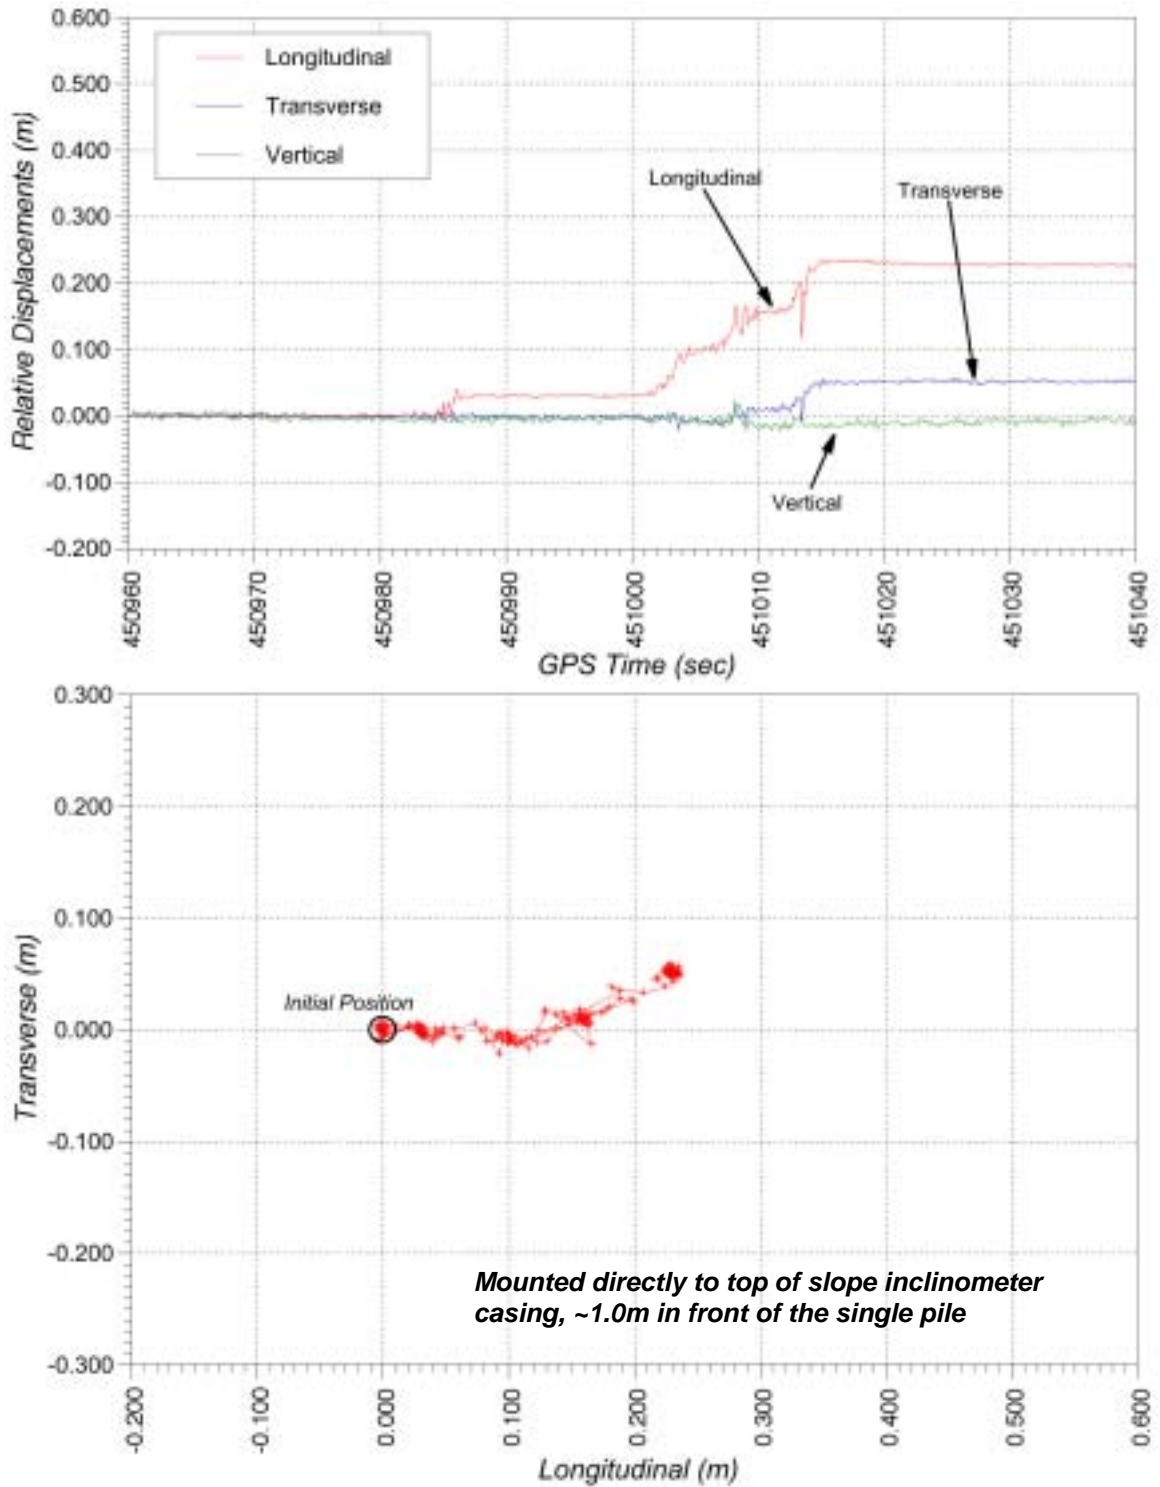 0.600
0.500
0.400
0.300
0.200
0.100
0.000
-0.100
-0.200
Relative Displacements (m)
Longitudinal
Transverse
Vertical
Longitudinal
Transverse
Vertical
450960
450970
450980
450990
451000
451010
451020
451030
451040
GPS Time (sec)
0.300
0.200
0.100
0.000
-0.100
-0.200
-0.300
Transverse (m)
Initial Position
Mounted directly to top of slope inclinometer
casing, ~1.0m in front of the single pile
-0.200
-0.100
0.000
0.100
0.200
0.300
0.400
0.500
0.600
Longitudinal (m)